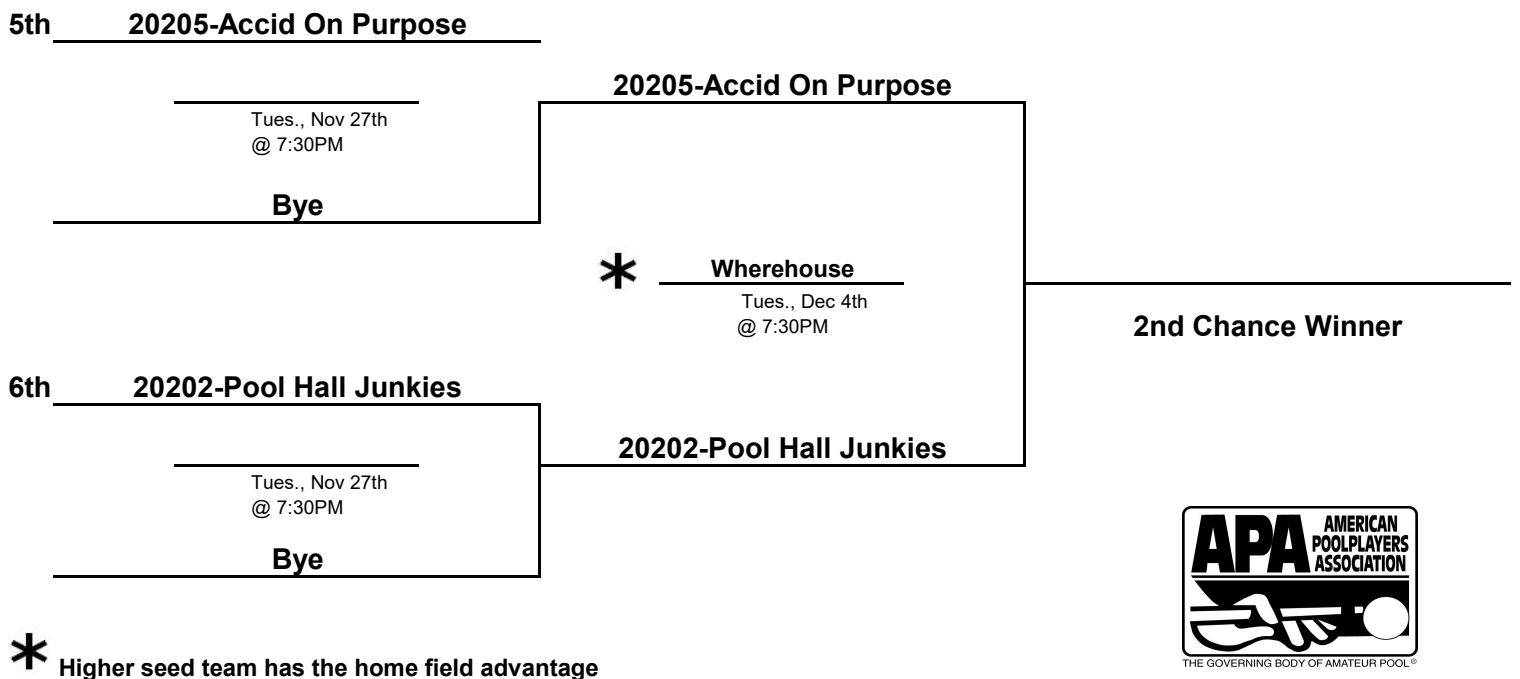 5th 20205-Accid On Purpose
20205-Accid On Purpose
Tues., Nov 27th
@ 7:30PM
Bye
* Wherehouse
Tues., Dec 4th
@ 7:30PM
2nd Chance Winner
6th 20202-Pool Hall Junkies
20202-Pool Hall Junkies
Tues., Nov 27th
@ 7:30PM
Bye
APA AMERICAN
POOLPLAYERS
ASSOCIATION
THE GOVERNING BODY OF AMATEUR POOL®
* Higher seed team has the home field advantage